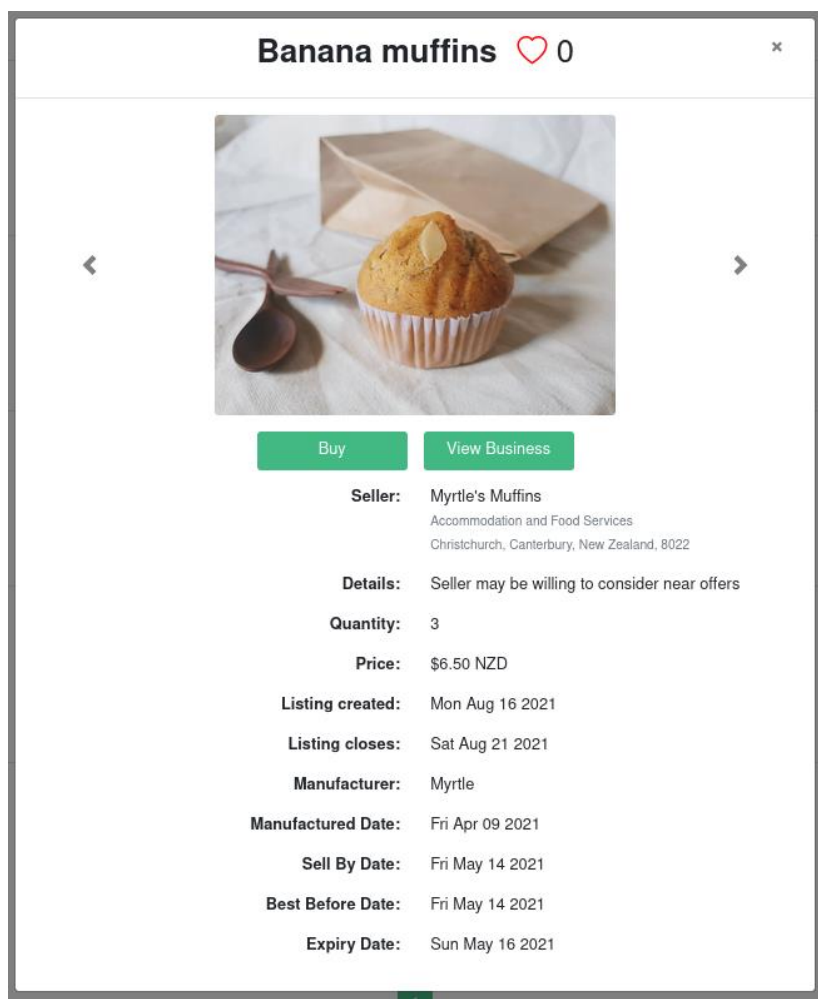 Banana muffins 0 ×
Buy View Business
Seller: Myrtle's Muffins
Accommodation and Food Services
Christchurch, Canterbury, New Zealand, 8022
Details: Seller may be willing to consider near offers
Quantity: 3
Price: $6.50 NZD
Listing created: Mon Aug 16 2021
Listing closes: Sat Aug 21 2021
Manufacturer: Myrtle
Manufactured Date: Fri Apr 09 2021
Sell By Date: Fri May 14 2021
Best Before Date: Fri May 14 2021
Expiry Date: Sun May 16 2021